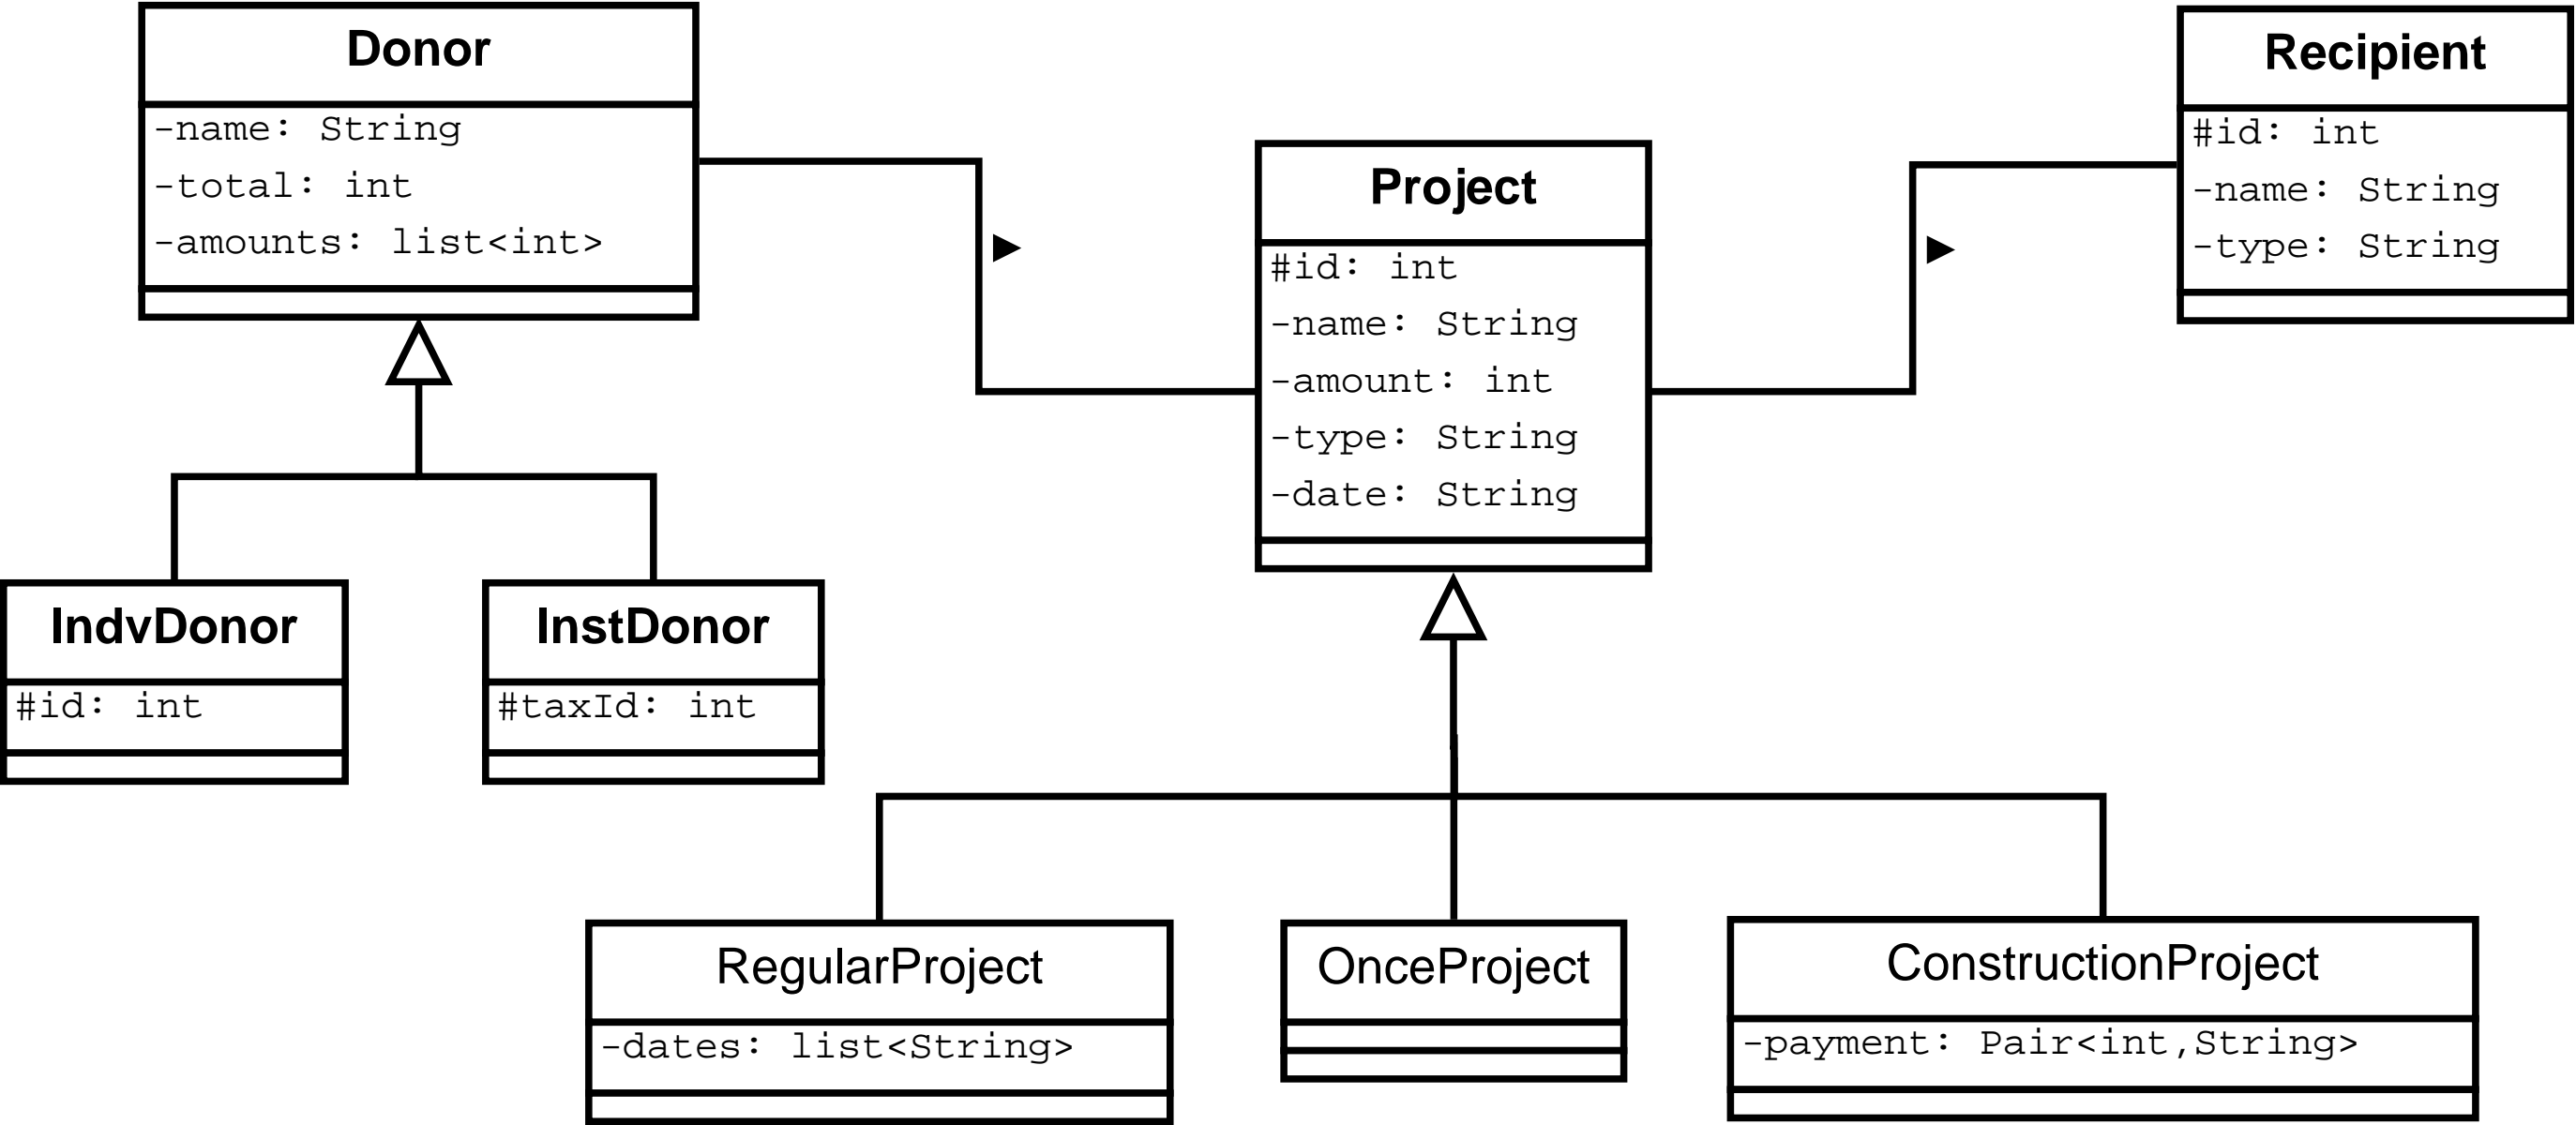 Donor
-name: String
-total: int
-amounts: list<int>
Recipient
#id: int
-name: String
-type: String
Project
#id: int
-name: String
-amount: int
-type: String
-date: String
IndvDonor
#id: int
InstDonor
#taxId: int
RegularProject
-dates: list<String>
OnceProject
ConstructionProject
-payment: Pair<int,String>